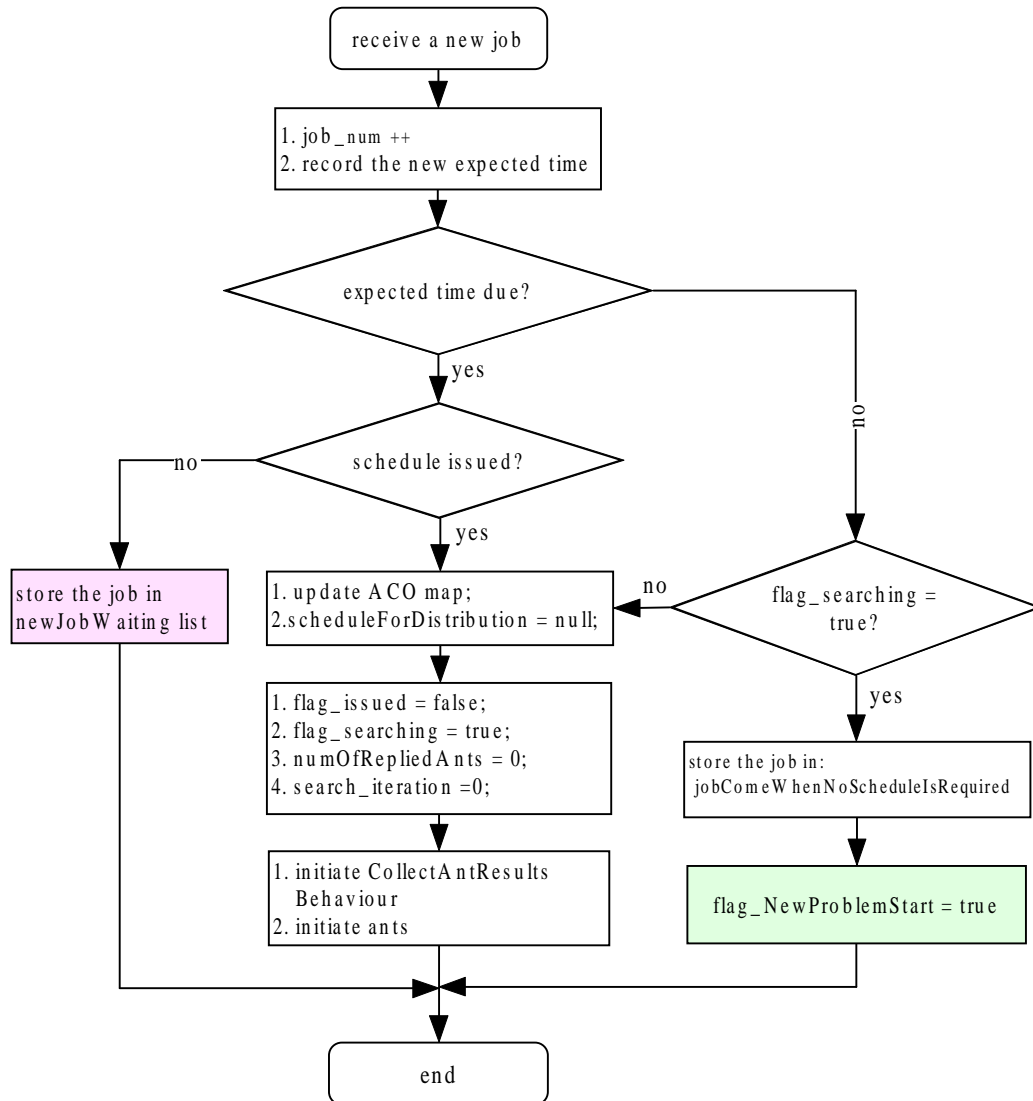 receive a new job
1. job_num ++
2. record the new expected time
expected time due?
yes
no
schedule issued?
no
yes
store the job in
newJobWaiting list
1. update ACO map;
2.scheduleForDistribution = null;
no
flag_searching =
true?
yes
1. flag_issued = false;
2. flag_searching = true;
3. numOfRepliedAnts = 0;
4. search_iteration =0;
store the job in:
jobComeWhenNoScheduleIsRequired
1. initiate CollectAntResults
Behaviour
2. initiate ants
flag_NewProblemStart = true
end